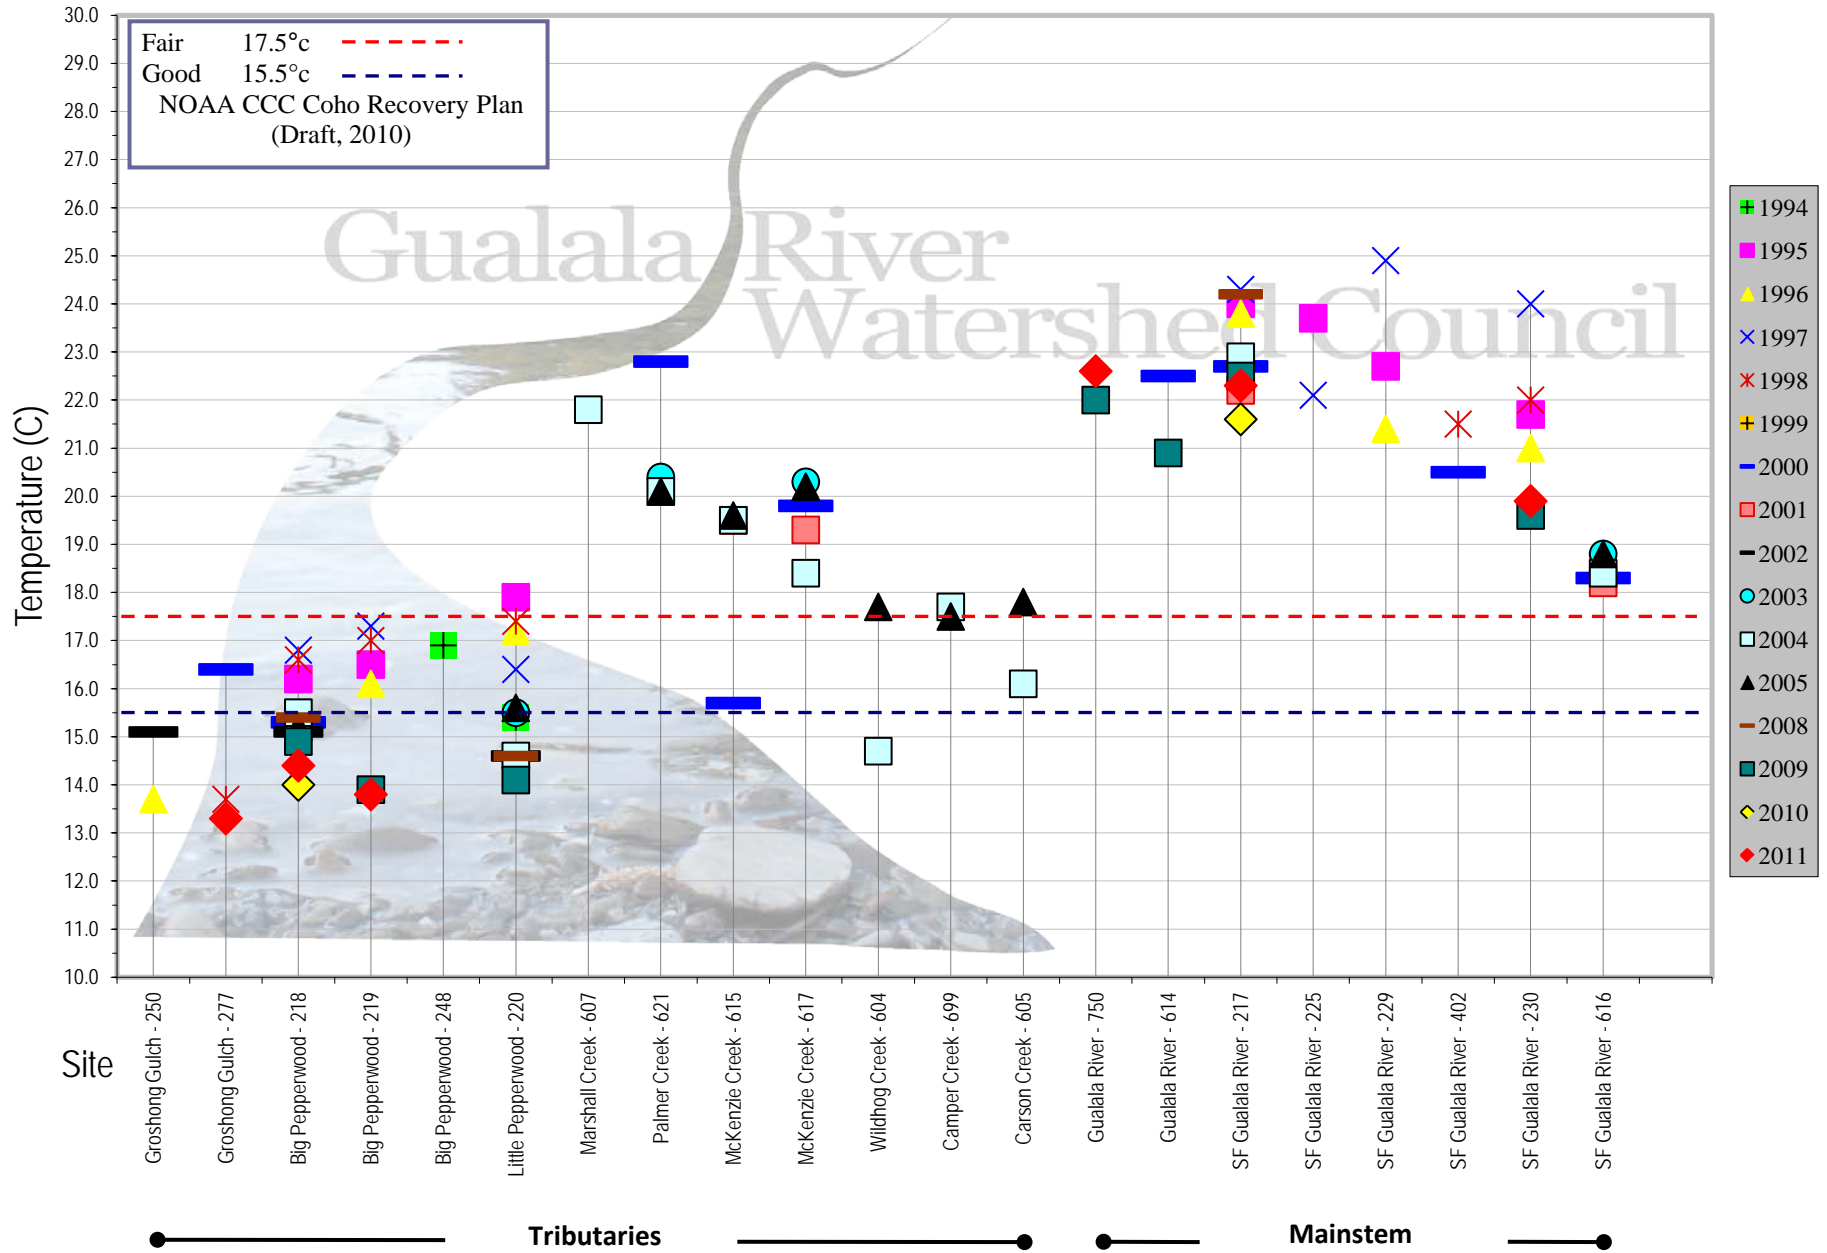 30.0
29.0
28.0
27.0
26.0
25.0
24.0
23.0
22.0
21.0
20.0
19.0
18.0
17.0
16.0
15.0
14.0
13.0
12.0
11.0
10.0
Temperature (C)
Fair 17.5°c
Good 15.5°c
NOAA CCC Coho Recovery Plan
(Draft, 2010)
Gualala River
Watershed Council
1994
1995
1996
1997
1998
1999
2000
2001
2002
2003
2004
2005
2008
2009
2010
2011
Site
Groshong Gulch - 250
Groshong Gulch - 277
Big Pepperwood - 218
Big Pepperwood - 219
Big Pepperwood - 248
Little Pepperwood - 220
Marshall Creek - 607
Palmer Creek - 621
McKenzie Creek - 615
McKenzie Creek - 617
Wildhog Creek - 604
Camper Creek - 699
Carson Creek - 605
Gualala River - 750
Gualala River - 614
SF Gualala River - 217
SF Gualala River - 225
SF Gualala River - 229
SF Gualala River - 402
SF Gualala River - 230
SF Gualala River - 616
Tributaries
Mainstem